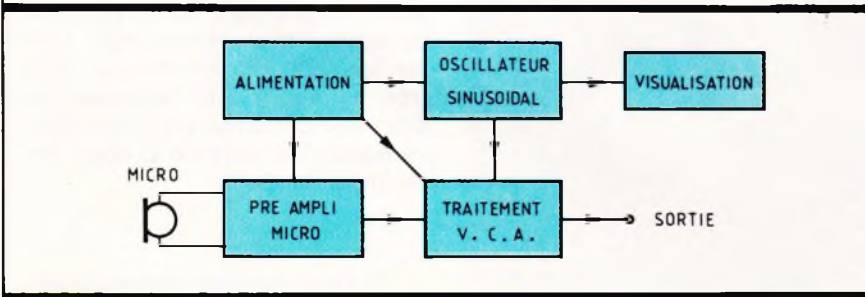 ALIMENTATION
OSCILLATEUR
SINUSOIDAL
VISUALISATION
MICRO
PRE AMPLI
MICRO
TRAITEMENT
V. C. A.
SORTIE